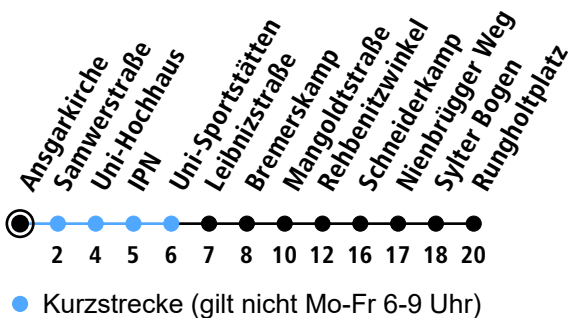 Ansgarkirche
Samwerstraße
Uni-Hochhaus
IPN
Uni-Sportstätten
Leibnizstraße
Bremerskamp
Mangoldtstraße
Rehbenitzwinkel
Schneiderkamp
Nienbrügger Weg
Sylter Bogen
Rungholtplatz
2 4 5 6 7 8 10 12 16 17 18 20
Kurzstrecke (gilt nicht Mo-Fr 6-9 Uhr)